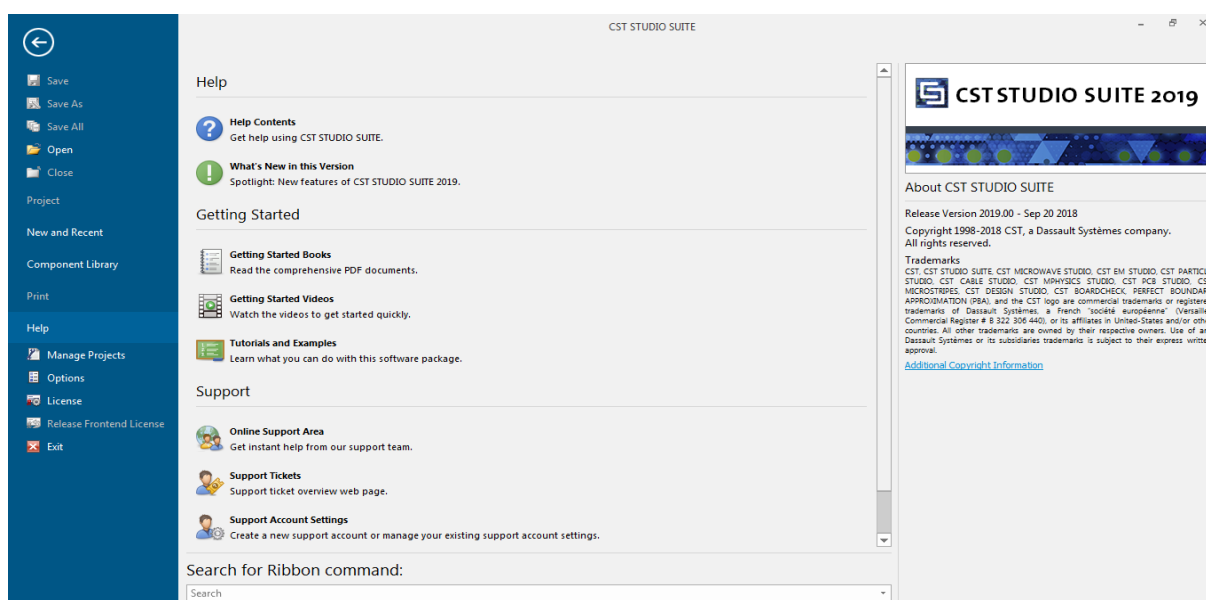 CST STUDIO SUITE
Save
Save As
Save All
Open
Close
Project
New and Recent
Component Library
Print
Help
Manage Projects
Options
License
Release Frontend License
Exit
Help
Help Contents
Get help using CST STUDIO SUITE.
What's New in this Version
Spotlight: New features of CST STUDIO SUITE 2019.
Getting Started
Getting Started Books
Read the comprehensive PDF documents.
Getting Started Videos
Watch the videos to get started quickly.
Tutorials and Examples
Learn what you can do with this software package.
Support
Online Support Area
Get instant help from our support team.
Support Tickets
Support ticket overview web page.
Support Account Settings
Create a new support account or manage your existing support account settings.
Search for Ribbon command:
Search
CST STUDIO SUITE 2019
About CST STUDIO SUITE
Release Version 2019.00 - Sep 20 2018
Copyright 1998-2018 CST, a Dassault Systèmes company.
All rights reserved.
Trademarks
CST, CST STUDIO SUITE, CST MICROWAVE STUDIO, CST EM STUDIO, CST PARTICL
STUDIO, CST CABLE STUDIO, CST MPHYSICS STUDIO, CST PCB STUDIO, CS
MICROSTRIPES, CST DESIGN STUDIO, CST BOARDCHECK, PERFECT BOUNDAR
APPROXIMATION (PBA), and the CST logo are commercial trademarks or registere
trademarks of Dassault Systèmes, a French "société européenne" (Versaille
Commercial Register # B 322 306 440), or its affiliates in United-States and/or othe
countries. All other trademarks are owned by their respective owners. Use of an
Dassault Systèmes or its subsidiaries trademarks is subject to their express writte
approval.
Additional Copyright Information